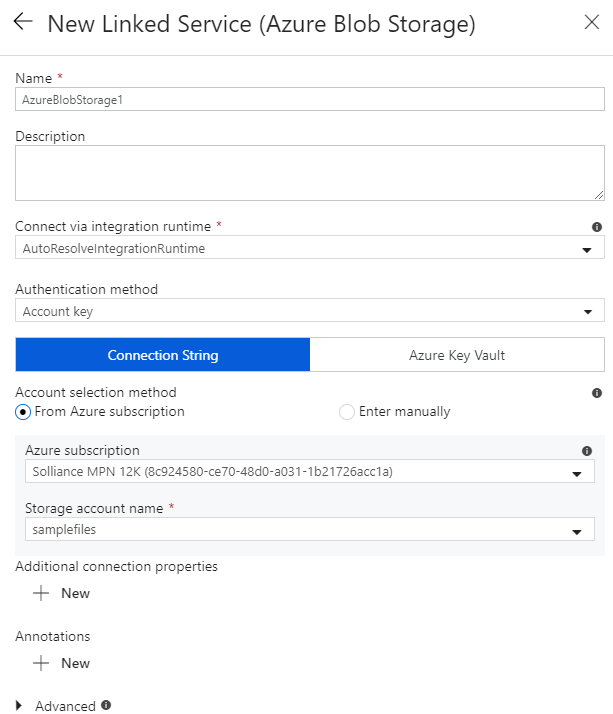 New Linked Service (Azure Blob Storage)
Name *
AzureBlobStorage1
Description
Connect via integration runtime *
AutoResolveIntegrationRuntime
Authentication method
Account key
Connection String Azure Key Vault
Account selection method
From Azure subscription Enter manually
Azure subscription
Solliance MPN 12K (8c924580-ce70-48d0-a031-1b21726acc1a)
Storage account name *
samplefiles
Additional connection properties
New
Annotations
New
Advanced